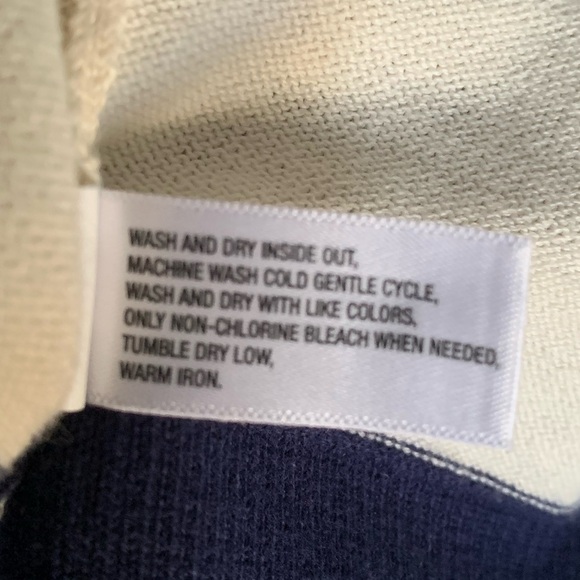 WASH AND DRY INSIDE OUT,
MACHINE WASH COLD GENTLE CYCLE,
WASH AND DRY WITH LIKE COLORS,
ONLY NON-CHLORINE BLEACH WHEN NEEDED,
TUMBLE DRY LOW,
WARM IRON.